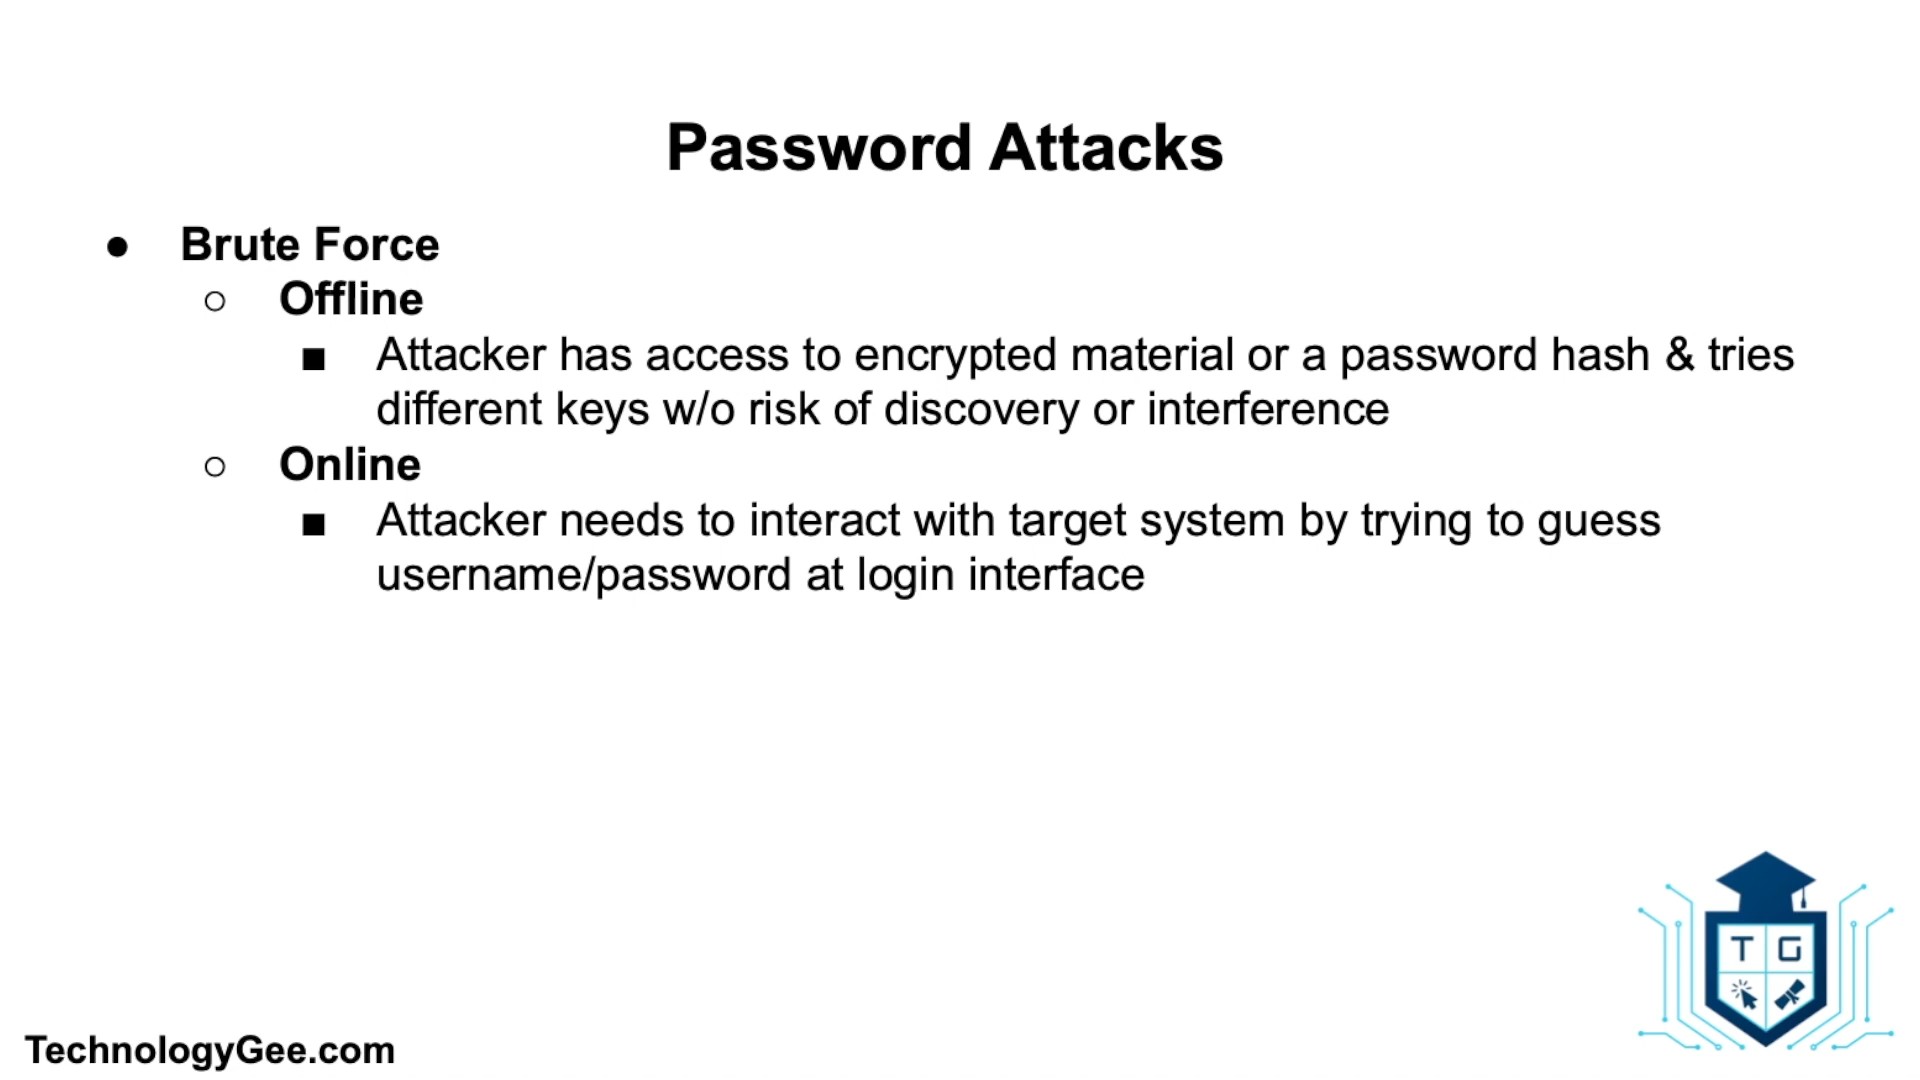 Password Attacks
● Brute Force
○ Offline
■ Attacker has access to encrypted material or a password hash & tries
different keys w/o risk of discovery or interference
○ Online
■ Attacker needs to interact with target system by trying to guess
username/password at login interface
T G
TechnologyGee.com